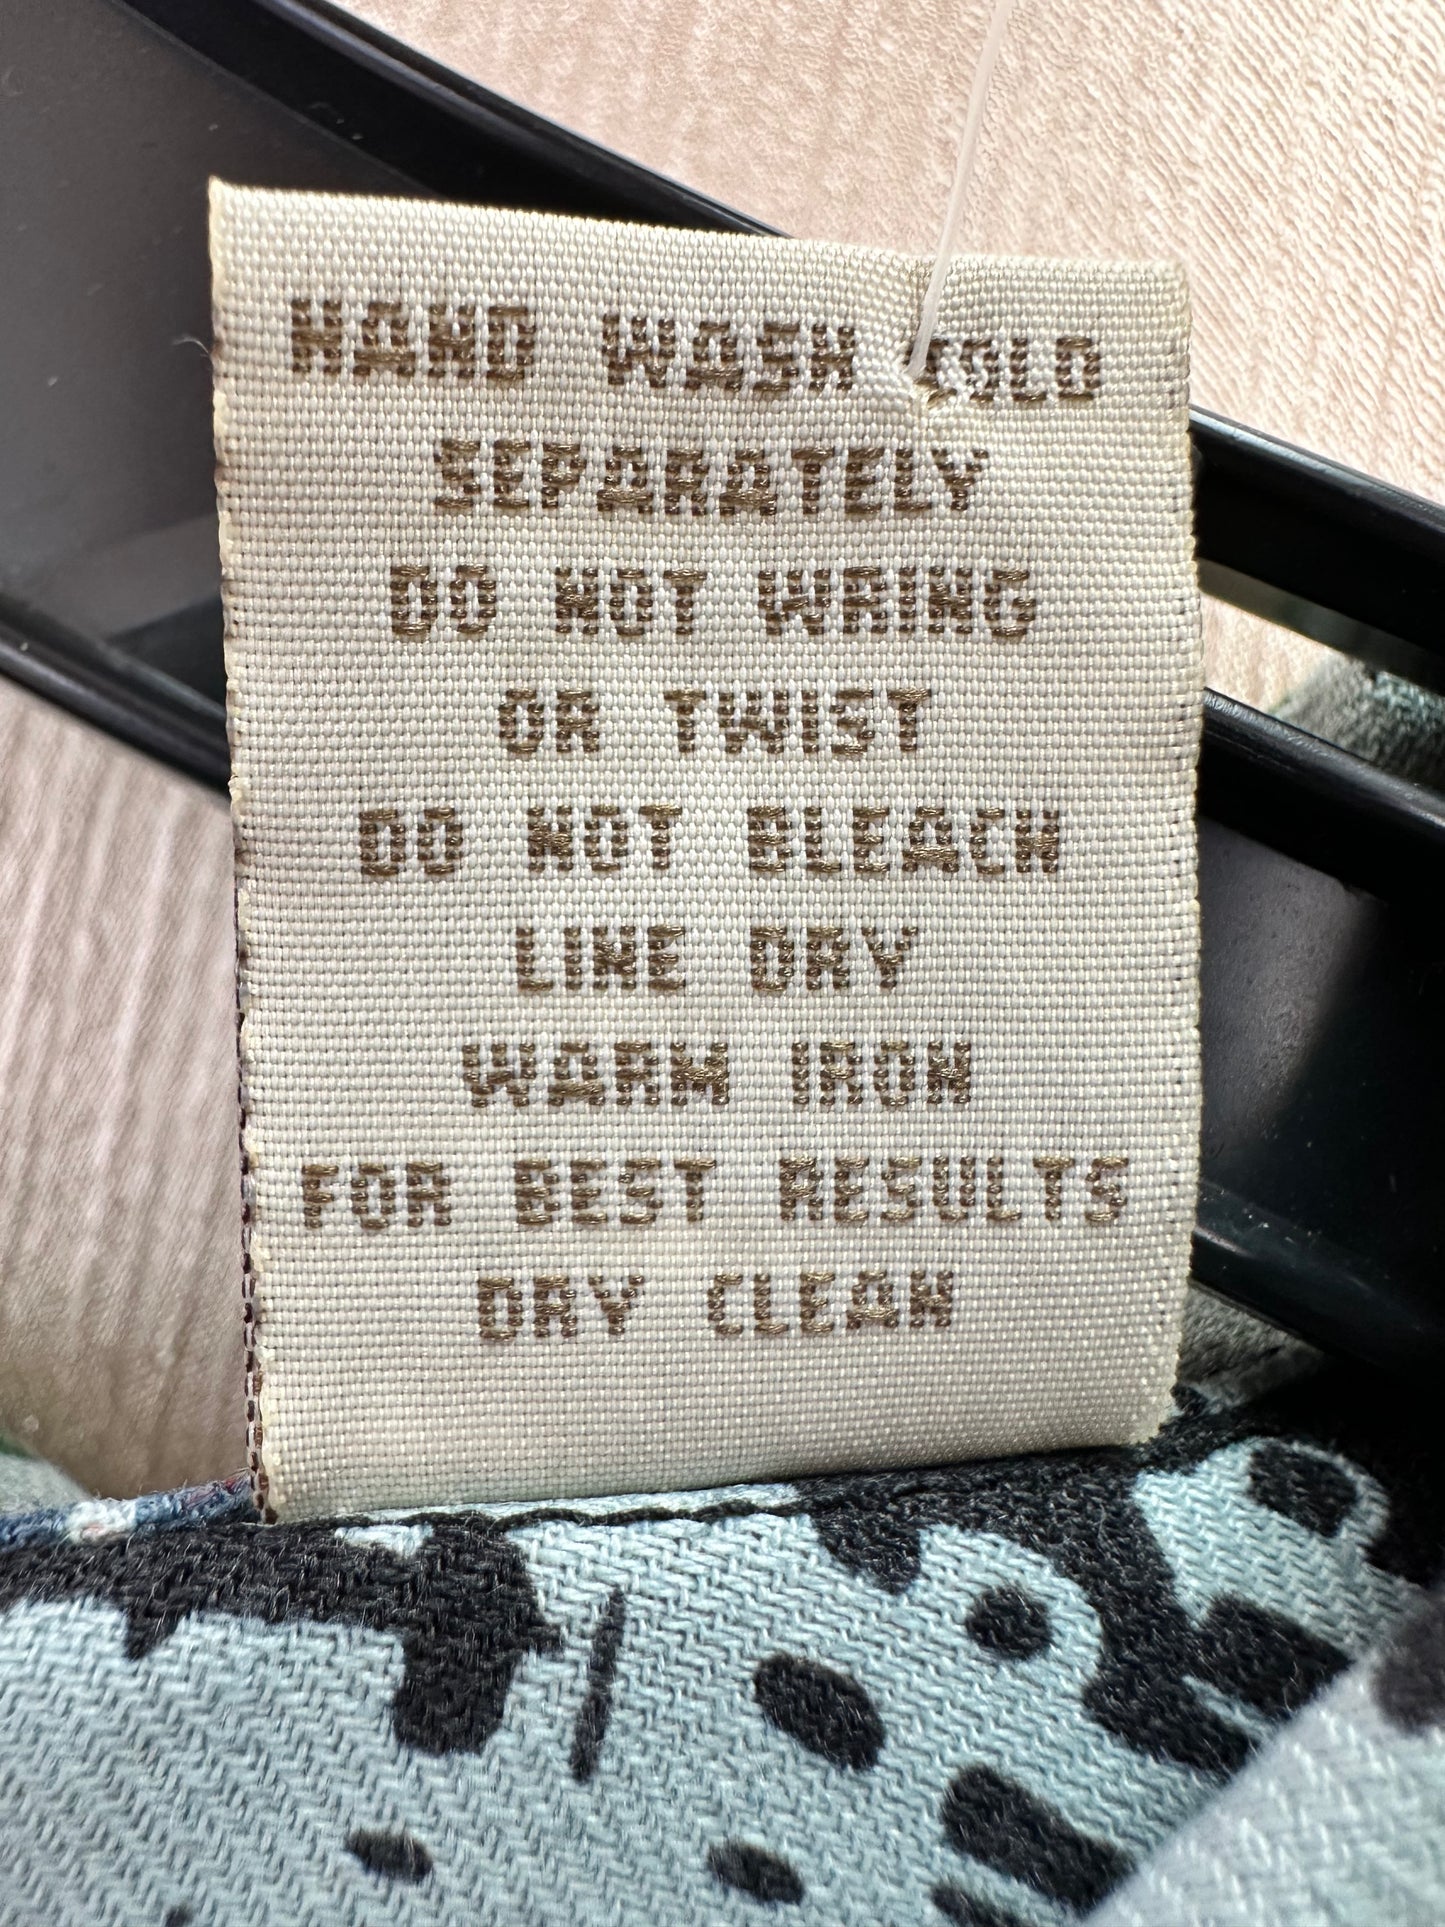 HAND WASH COLD
SEPARATELY
DO NOT WRING
OR TWIST
DO NOT BLEACH
LINE DRY
WARM IRON
FOR BEST RESULTS
DRY CLEAN